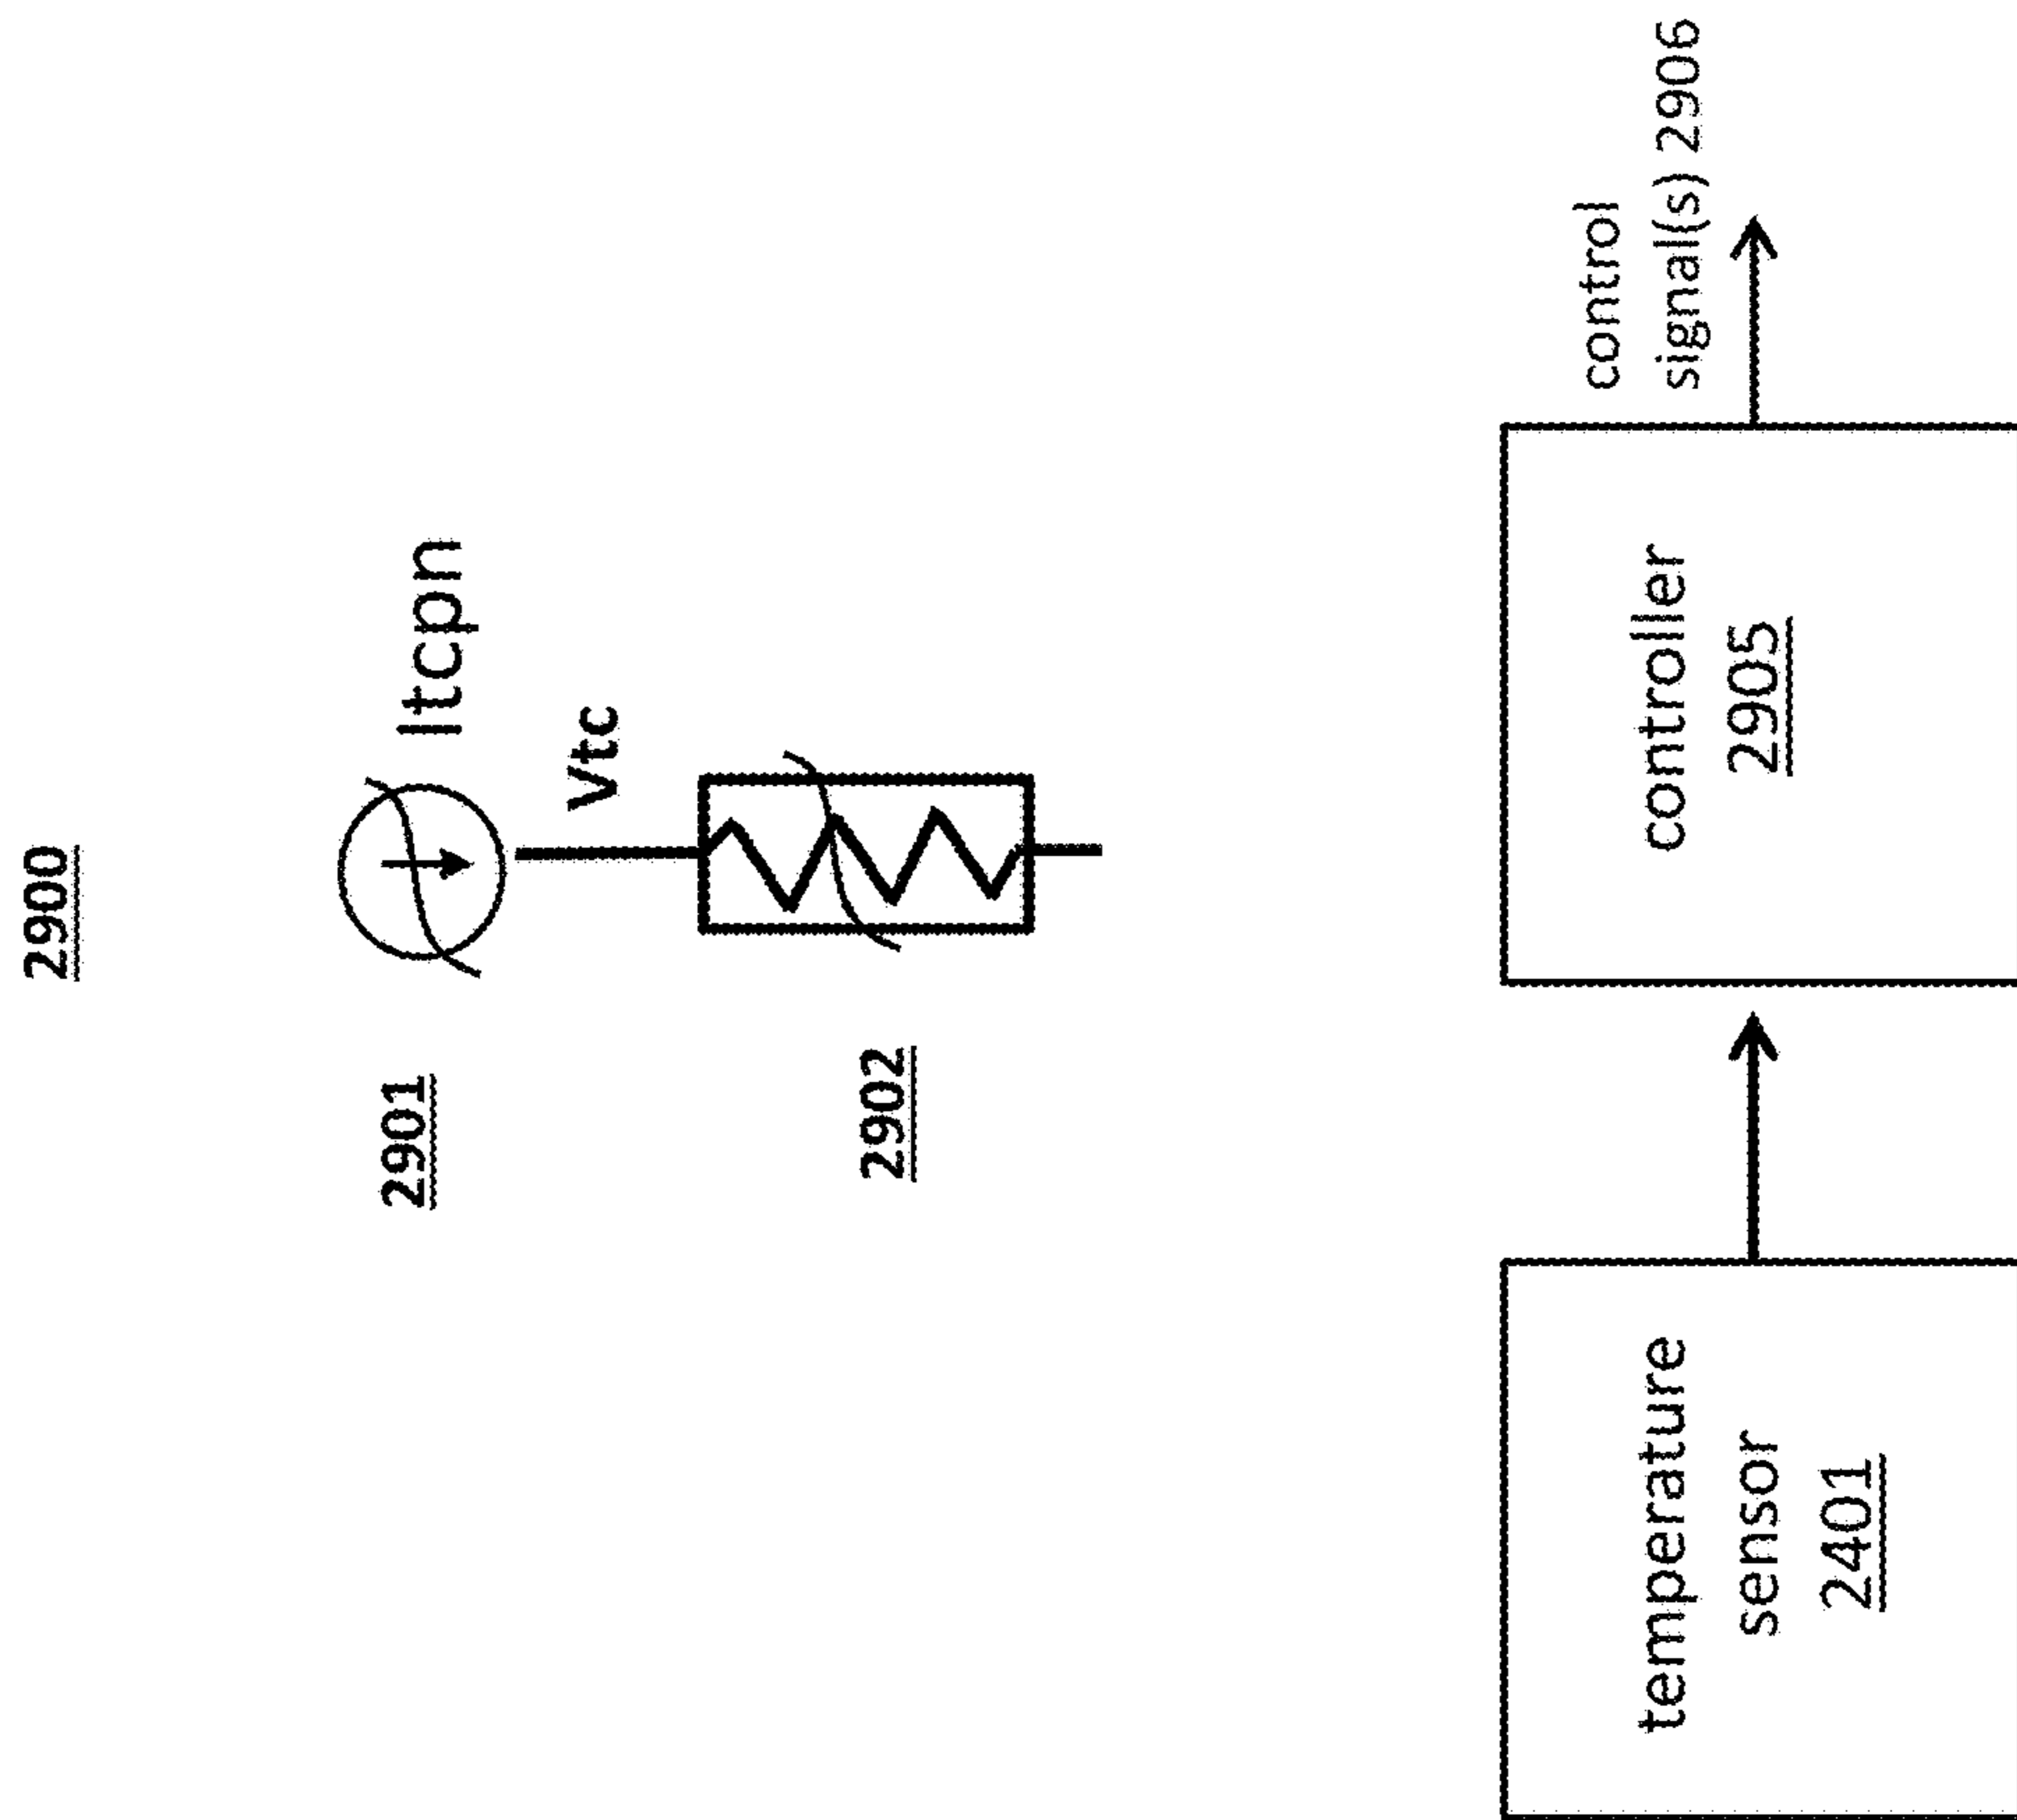 2900
2901
Itcpn
Vtc
2902
control
signal(s) 2906
temperature
sensor
2401
controller
2905